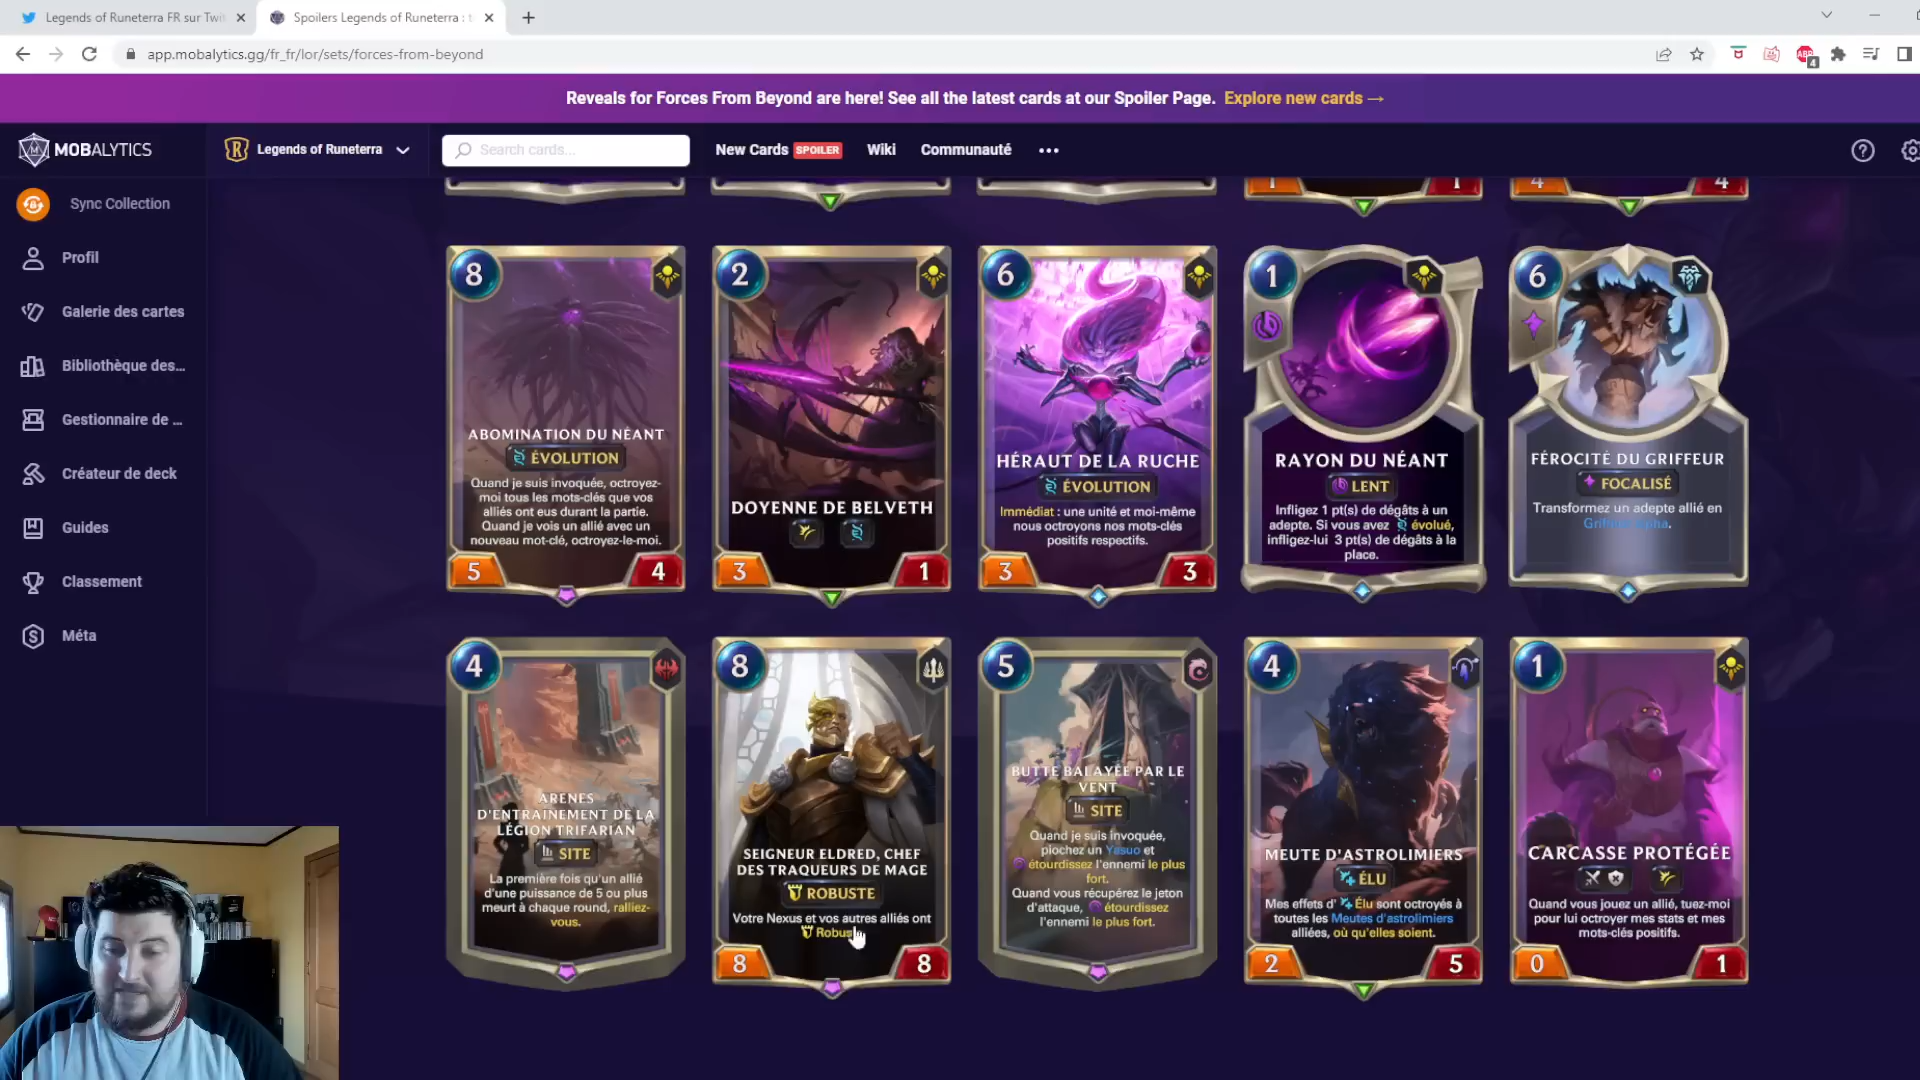 Legends of Runeterra FR sur Twi
Spoilers Legends of Runeterra : t
app.mobalytics.gg/fr_fr/lor/sets/forces-from-beyond
ABP
4
Reveals for Forces From Beyond are here! See all the latest cards at our Spoiler Page. Explore new cards →
MOBALYTICS
Legends of Runeterra
Search cards...
New Cards SPOILER
Wiki
Communauté
Sync Collection
Profil
Galerie des cartes
Bibliothèque des...
Gestionnaire de ...
Créateur de deck
Guides
Classement
Méta
1 1
4 4
8
ABOMINATION DU NÉANT
ÉVOLUTION
Quand je suis invoquée, octroyez-
moi tous les mots-clés que vos
alliés ont eus durant la partie.
Quand je vois un allié avec un
nouveau mot-clé, octroyez-le-moi.
5 4
2
DOYENNE DE BELVETH
3 1
6
HÉRAUT DE LA RUCHE
ÉVOLUTION
Immédiat : une unité et moi-même
nous octroyons nos mots-clés
positifs respectifs.
3 3
1
RAYON DU NÉANT
LENT
Infligez 1 pt(s) de dégâts à un
adepte. Si vous avez évolué,
infligez-lui 3 pt(s) de dégâts à la
place.
6
FÉROCITÉ DU GRIFFEUR
FOCALISÉ
Transformez un adepte allié en
Griffeur alpha.
4
ARÈNES
D'ENTRAINEMENT DE LA
LÉGION TRIFARIAN
SITE
La première fois qu'un allié
d'une puissance de 5 ou plus
meurt à chaque round, ralliez-
vous.
8
SEIGNEUR ELDRED, CHEF
DES TRAQUEURS DE MAGE
ROBUSTE
Votre Nexus et vos autres alliés ont
Robus
8 8
5
BUTTE BALAYÉE PAR LE
VENT
SITE
Quand je suis invoquée,
piochez un Yasuo et
étourdissez l'ennemi le plus
fort.
Quand vous récupérez le jeton
d'attaque, étourdissez
l'ennemi le plus fort.
4
MEUTE D'ASTROLIMIERS
ÉLU
Mes effets d' Élu sont octroyés à
toutes les Meutes d'astrolimiers
alliées, où qu'elles soient.
2 5
1
CARCASSE PROTÉGÉE
Quand vous jouez un allié, tuez-moi
pour lui octroyer mes stats et mes
mots-clés positifs.
0 1